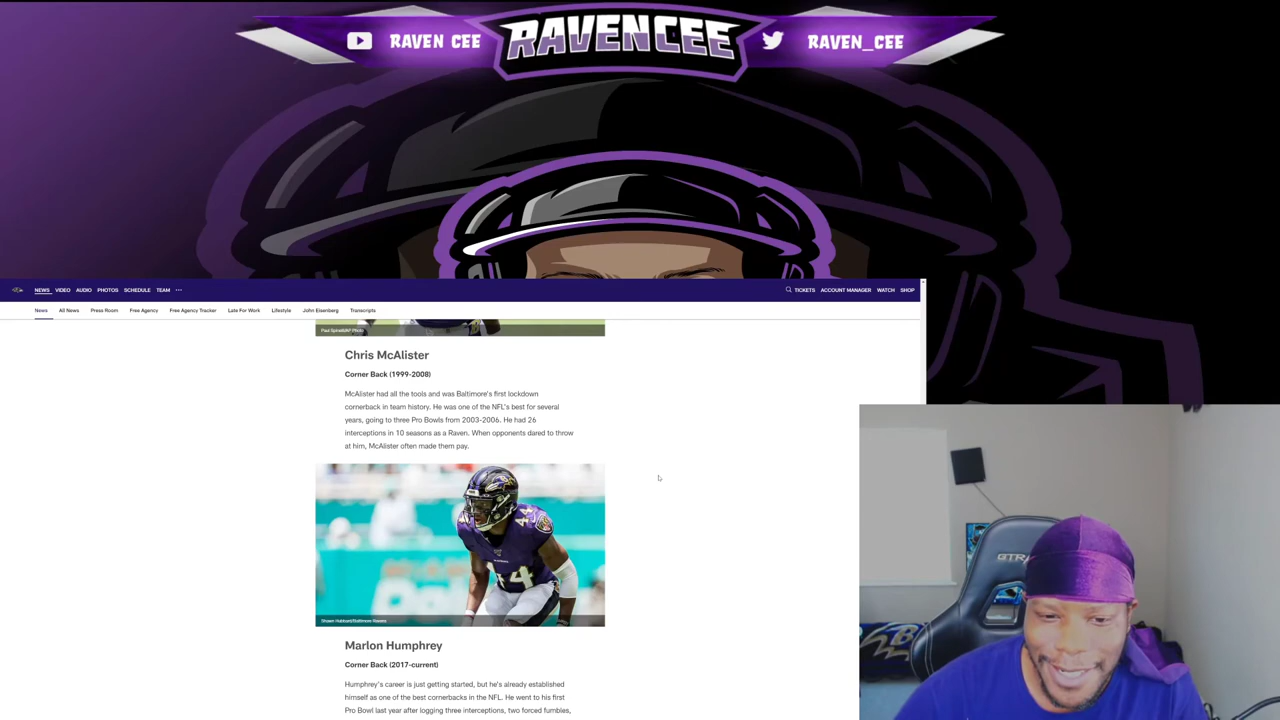 RAVEN CEE
RAVENCEE
RAVEN_CEE
NEWS VIDEO AUDIO PHOTOS SCHEDULE TEAM ···
TICKETS ACCOUNT MANAGER WATCH SHOP
News All News Press Room Free Agency Free Agency Tracker Late For Work Lifestyle John Eisenberg Transcripts
Chris McAlister
Corner Back (1999-2008)
McAlister had all the tools and was Baltimore's first lockdown
cornerback in team history. He was one of the NFL's best for several
years, going to three Pro Bowls from 2003-2006. He had 26
interceptions in 10 seasons as a Raven. When opponents dared to throw
at him, McAlister often made them pay.
44
44
Shawn Hubbard/Baltimore Ravens
GTR
Marlon Humphrey
Corner Back (2017-current)
Humphrey's career is just getting started, but he's already established
himself as one of the best cornerbacks in the NFL. He went to his first
Pro Bowl last year after logging three interceptions, two forced fumbles,